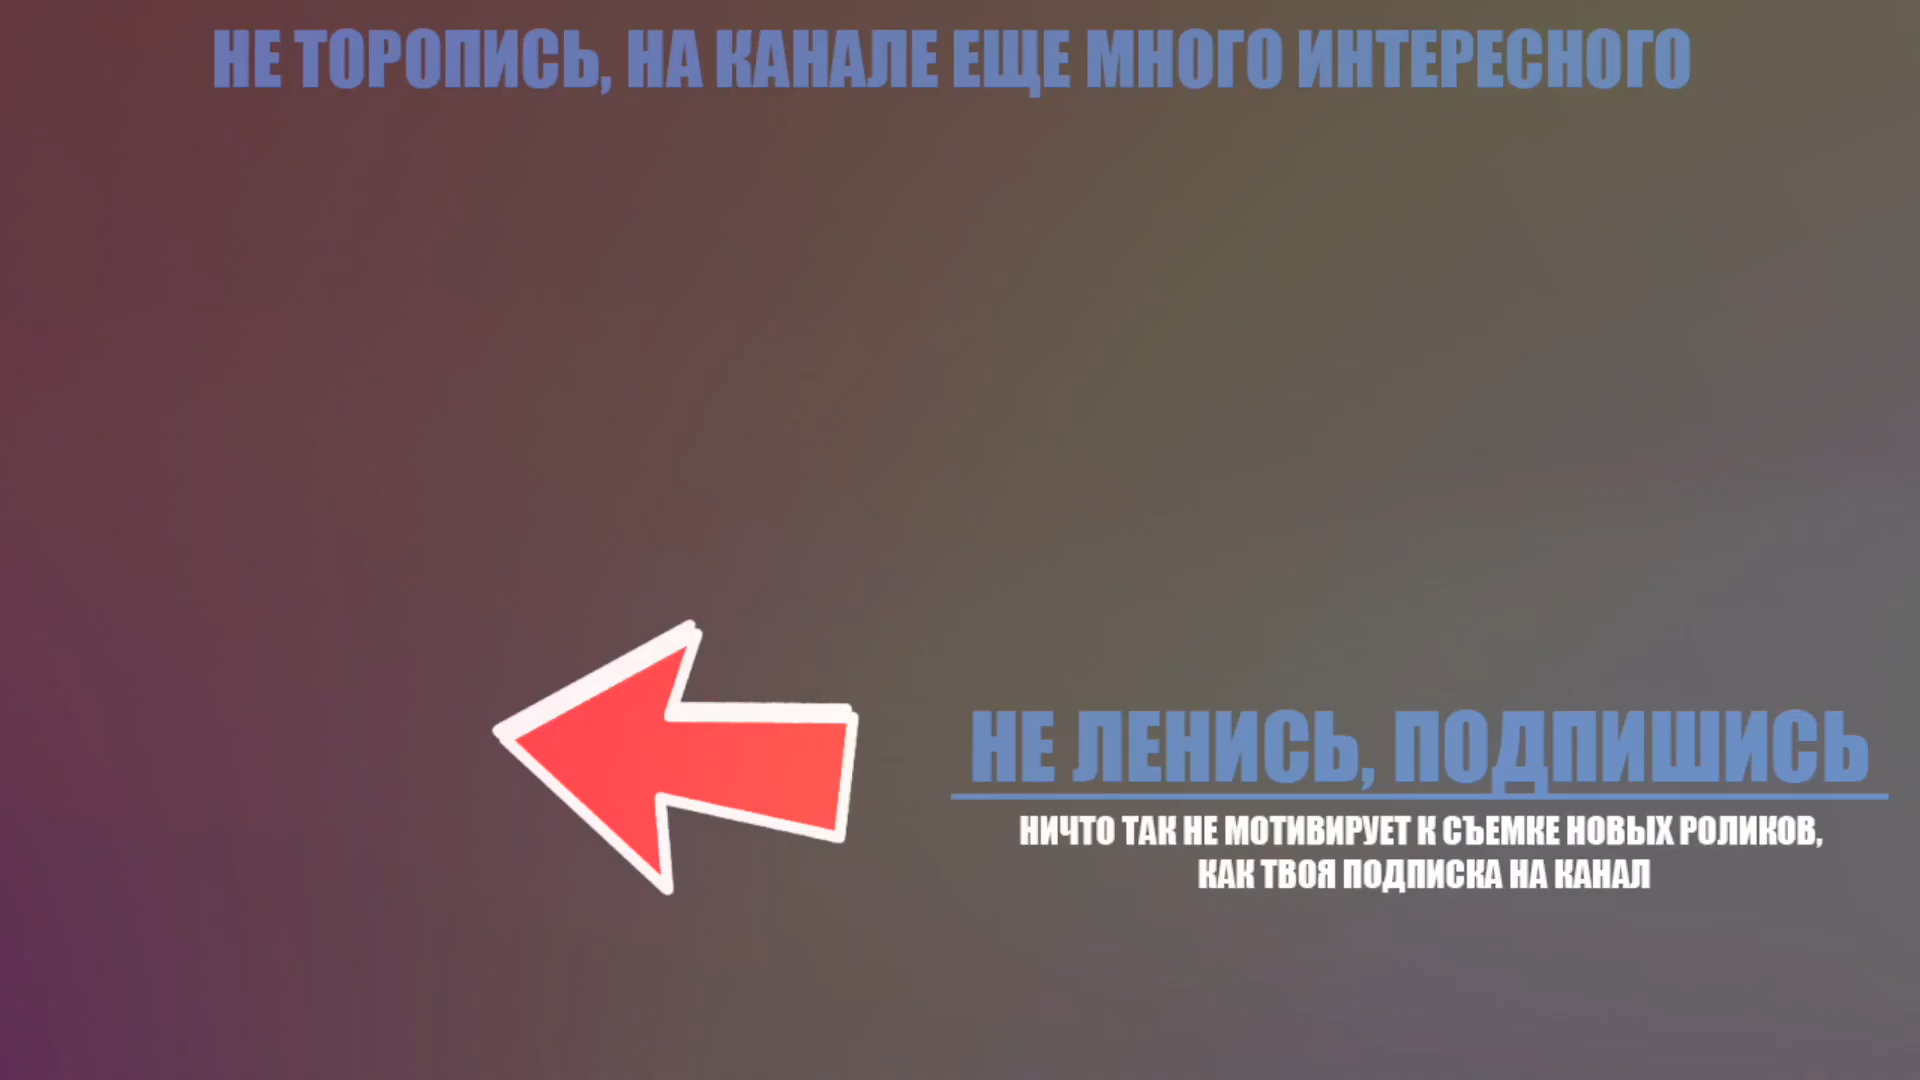 НЕ ТОРОПИСЬ, НА КАНАЛЕ ЕЩЕ МНОГО ИНТЕРЕСНОГО
НЕ ЛЕНИСЬ, ПОДПИШИСЬ
НИЧТО ТАК НЕ МОТИВИРУЕТ К СЪЕМКЕ НОВЫХ РОЛИКОВ,
КАК ТВОЯ ПОДПИСКА НА КАНАЛ